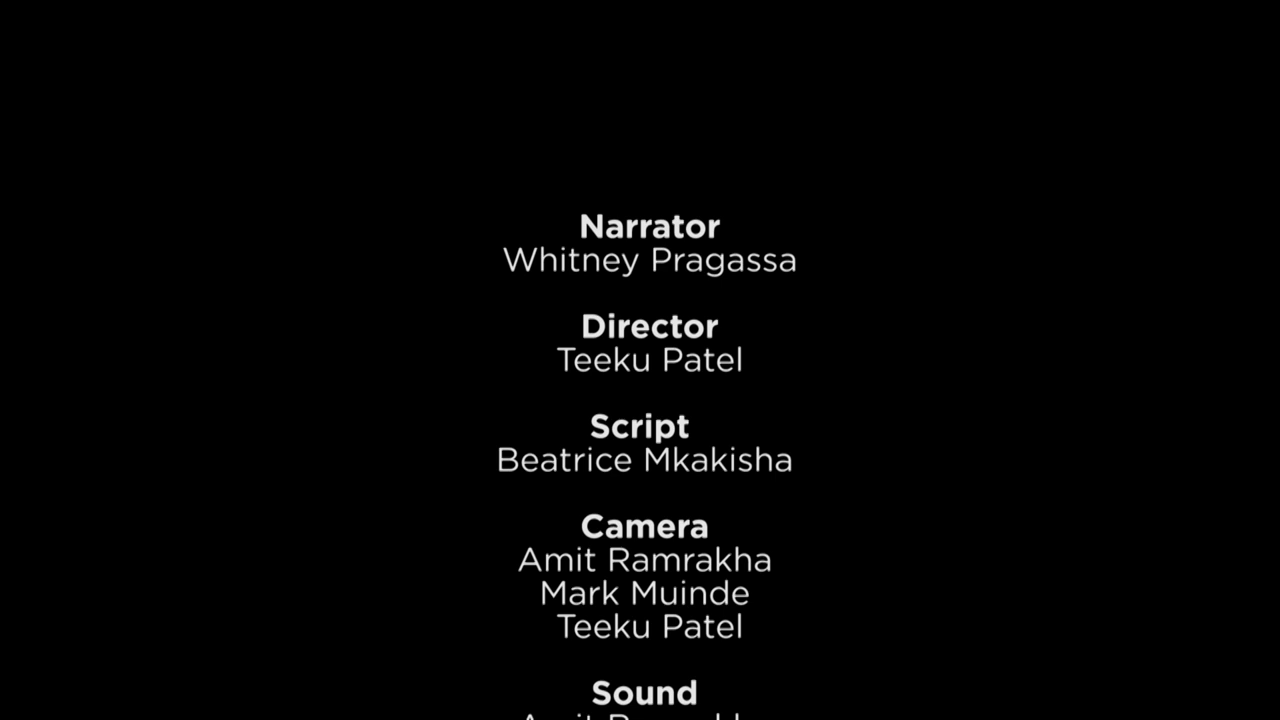 Narrator
Whitney Pragassa
Director
Teeku Patel
Script
Beatrice Mkakisha
Camera
Amit Ramrakha
Mark Muinde
Teeku Patel
Sound